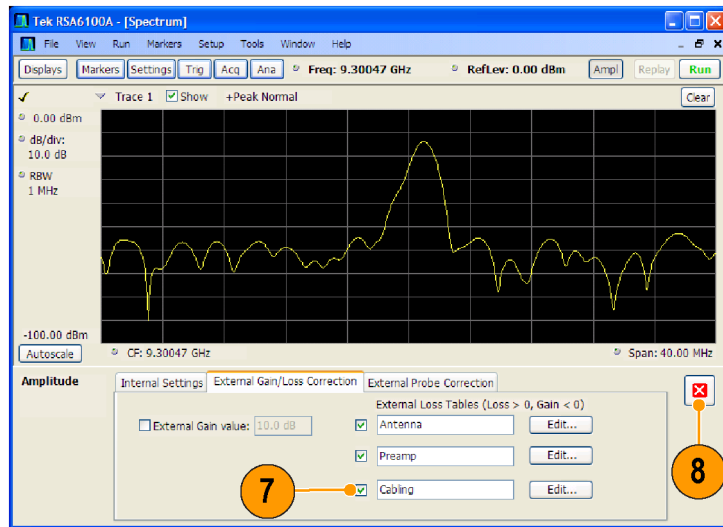 Tek RSA6100A - [Spectrum]
File View Run Markers Setup Tools Window Help
Displays Markers Settings Trig Acq Ana Freq: 9.30047 GHz RefLev: 0.00 dBm Ampl Replay Run
Trace 1 Show +Peak Normal Clear
0.00 dBm
dB/div:
10.0 dB
RBW
1 MHz
-100.00 dBm
Autoscale CF: 9.30047 GHz Span: 40.00 MHz
Amplitude Internal Settings External Gain/Loss Correction External Probe Correction
External Loss Tables (Loss > 0, Gain < 0)
External Gain value: 10.0 dB Antenna Edit...
Preamp Edit...
7 Cabling Edit... 8